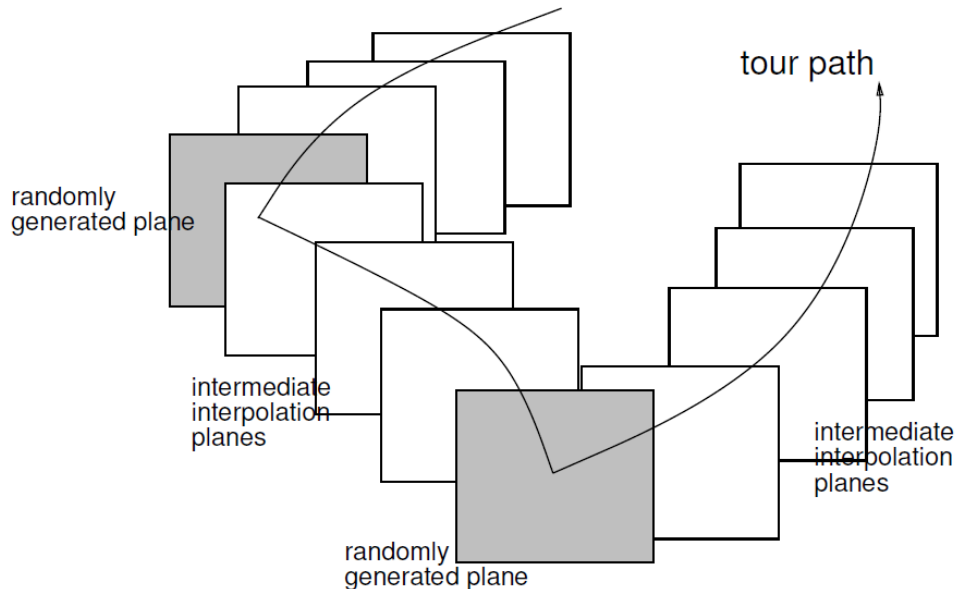 tour path
randomly
generated plane
intermediate
interpolation
planes
intermediate
interpolation
planes
randomly
generated plane